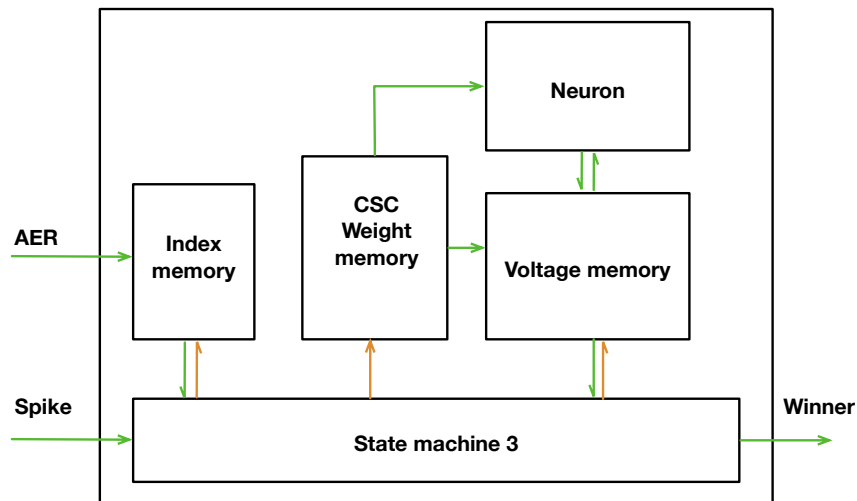 Neuron
CSC
Weight
memory
AER
Index
memory
Voltage memory
Spike
Winner
State machine 3